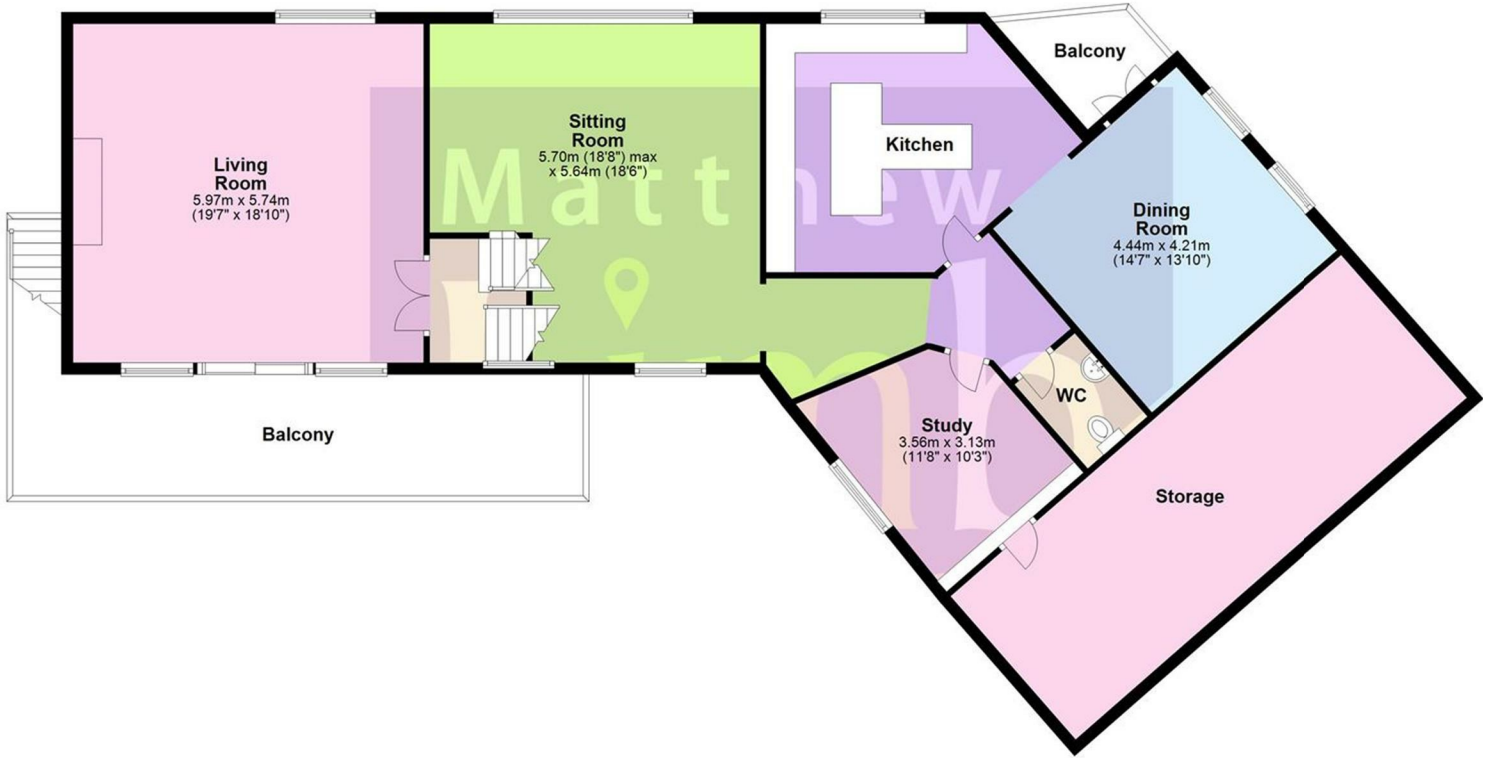 Balcony
Living
Room
5.97m x 5.74m
(19'7" x 18'10")
Sitting
Room
5.70m (18'8") max
x 5.64m (18'6")
Kitchen
Dining
Room
4.44m x 4.21m
(14'7" x 13'10")
WC
Study
3.56m x 3.13m
(11'8" x 10'3")
Balcony
Storage
Matthew